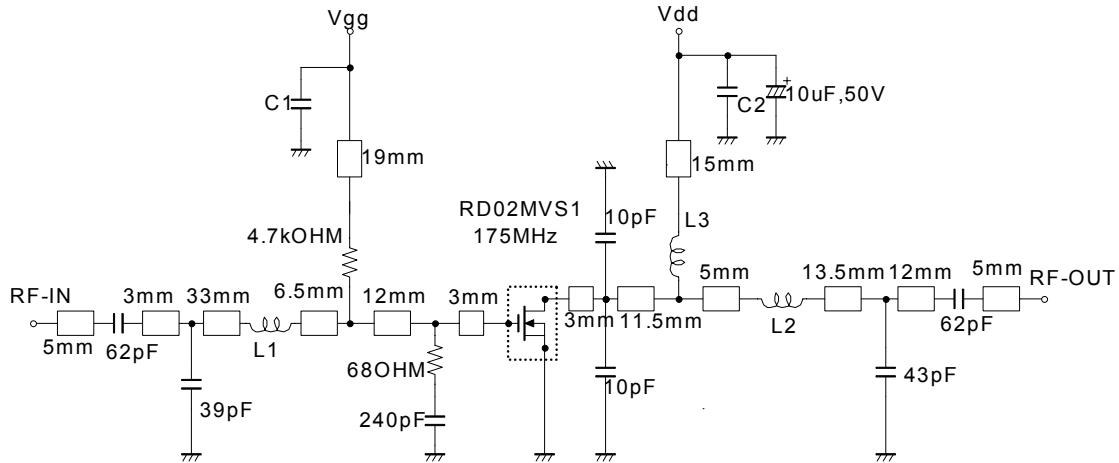 Vgg
Vdd
C1
C2
+
10uF,50V
19mm
15mm
RD02MVS1
175MHz
10pF
L3
4.7kOHM
RF-IN
3mm
33mm
6.5mm
12mm
3mm
5mm
13.5mm
12mm
5mm
RF-OUT
5mm
62pF
L1
3mm
11.5mm
L2
62pF
68OHM
39pF
240pF
10pF
43pF